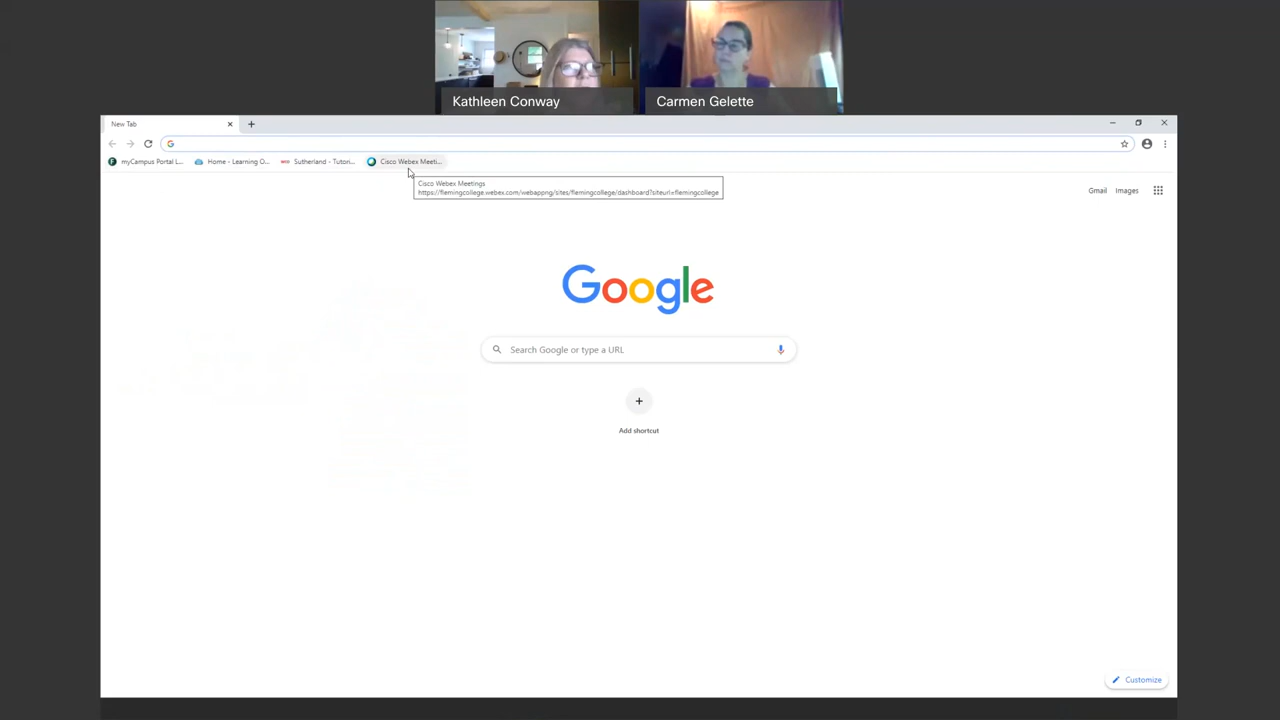 Kathleen Conway
Carmen Gelette
New Tab
myCampus Portal L...
Home - Learning O...
Sutherland - Tutori...
Cisco Webex Meeti...
Cisco Webex Meetings
https://flemingcollege.webex.com/webappng/sites/flemingcollege/dashboard?siteurl=flemingcollege
Gmail
Images
Google
Search Google or type a URL
Add shortcut
Customize